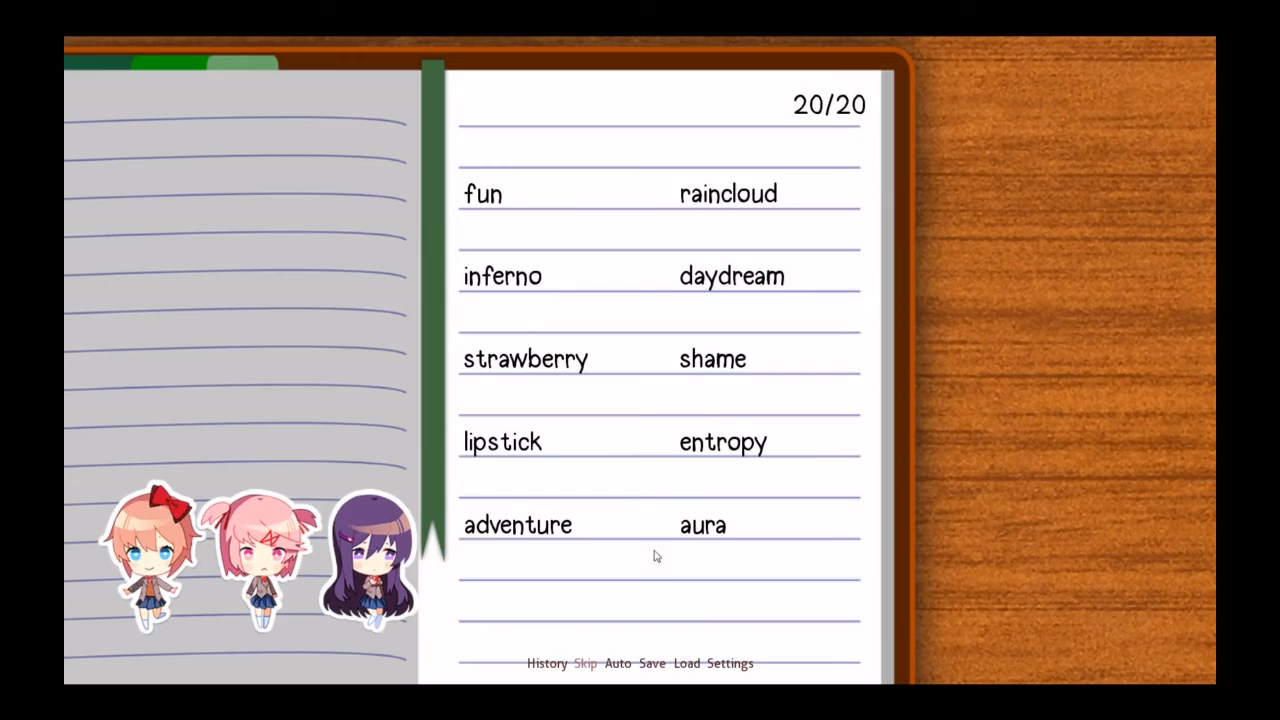 20/20
fun raincloud
inferno daydream
strawberry shame
lipstick entropy
adventure aura
History Skip Auto Save Load Settings